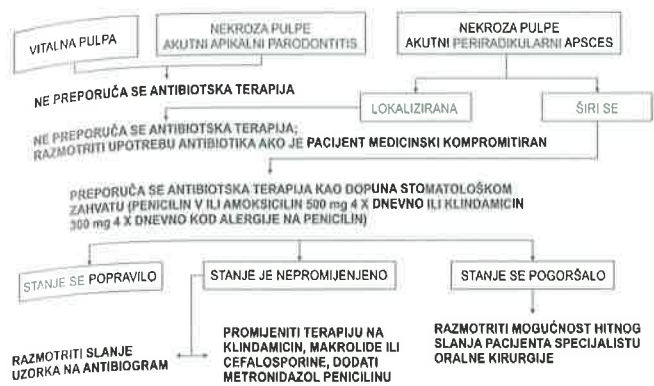 VITALNA PULPA
NEKROZA PULPE
AKUTNI APIKALNI PARODONTITIS
NEKROZA PULPE
AKUTNI PERIRADIKULARNI APSCES
NE PREPORUČA SE ANTIBIOTSKA TERAPIJA
LOKALIZIRANA
ŠIRI SE
NE PREPORUČA SE ANTIBIOTSKA TERAPIJA;
RAZMOTRITI UPOTREBU ANTIBIOTIKA AKO JE PACIJENT MEDICINSKI KOMPROMITIRAN
PREPORUČA SE ANTIBIOTSKA TERAPIJA KAO DOPUNA STOMATOLOŠKOM
ZAHVATU (PENICILIN V ILI AMOKSICILIN 500 mg 4 X DNEVNO ILI KLINDAMICIN
300 mg 4 X DNEVNO KOD ALERGIJE NA PENICILIN)
STANJE SE POPRAVILO
STANJE JE NEPROMIJENJENO
STANJE SE POGORŠALO
RAZMOTRITI SLANJE
UZORKA NA ANTIBIOGRAM
PROMIJENITI TERAPIJU NA
KLINDAMICIN, MAKROLIDE ILI
CEFALOSPORINE, DODATI
METRONIDAZOL PENICILINU
RAZMOTRITI MOGUĆNOST HITNOG
SLANJA PACIJENTA SPECIJALISTU
ORALNE KIRURGIJE